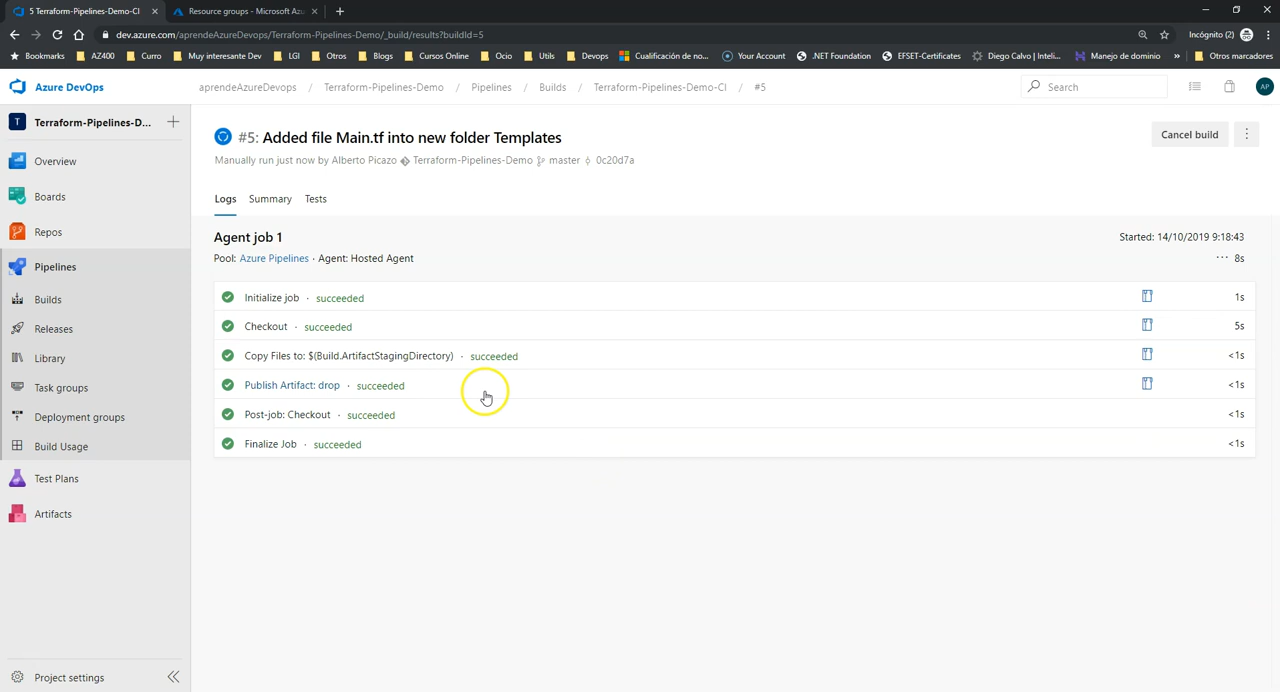 5 Terraform-Pipelines-Demo-CI
Resource groups - Microsoft Azu
dev.azure.com/aprendeAzureDevops/Terraform-Pipelines-Demo/_build/results?buildId=5
Incógnito (2)
Bookmarks AZ400 Curro Muy interesante Dev LGI Otros Blogs Cursos Online Ocio Utils Devops Cualificación de no... Your Account .NET Foundation EFSET-Certificates Diego Calvo | Inteli... Manejo de dominio » Otros marcadores
Azure DevOps
aprendeAzureDevops / Terraform-Pipelines-Demo / Pipelines / Builds / Terraform-Pipelines-Demo-CI / #5
Search
AP
T Terraform-Pipelines-D...
Overview
Boards
Repos
Pipelines
Builds
Releases
Library
Task groups
Deployment groups
Build Usage
Test Plans
Artifacts
Project settings
#5: Added file Main.tf into new folder Templates
Cancel build
Manually run just now by Alberto Picazo Terraform-Pipelines-Demo master 0c20d7a
Logs Summary Tests
Agent job 1
Started: 14/10/2019 9:18:43
Pool: Azure Pipelines · Agent: Hosted Agent
... 8s
Initialize job · succeeded 1s
Checkout · succeeded 5s
Copy Files to: $(Build.ArtifactStagingDirectory) · succeeded <1s
Publish Artifact: drop · succeeded <1s
Post-job: Checkout · succeeded <1s
Finalize Job · succeeded <1s